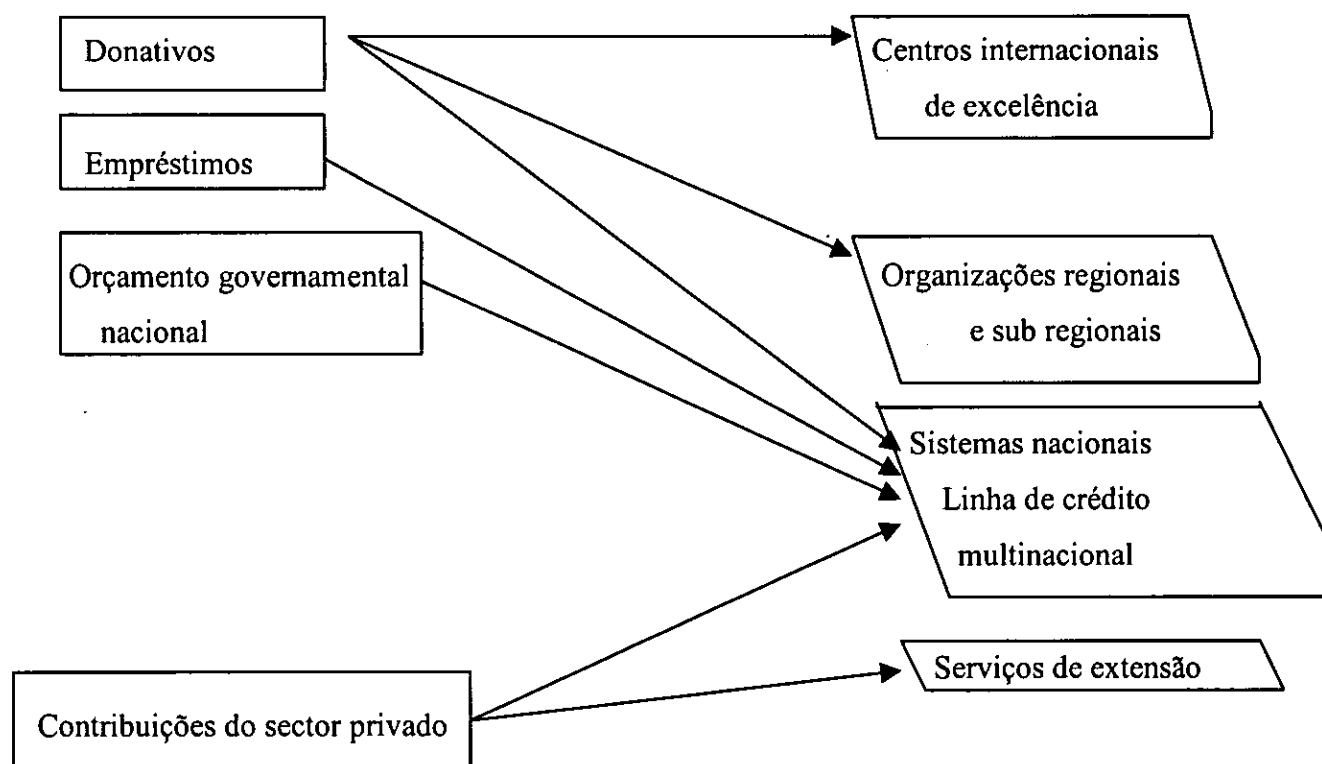 Donativos
Empréstimos
Orçamento governamental
nacional
Contribuições do sector privado
Centros internacionais
de excelência
Organizações regionais
e sub regionais
Sistemas nacionais
Linha de crédito
multinacional
Serviços de extensão